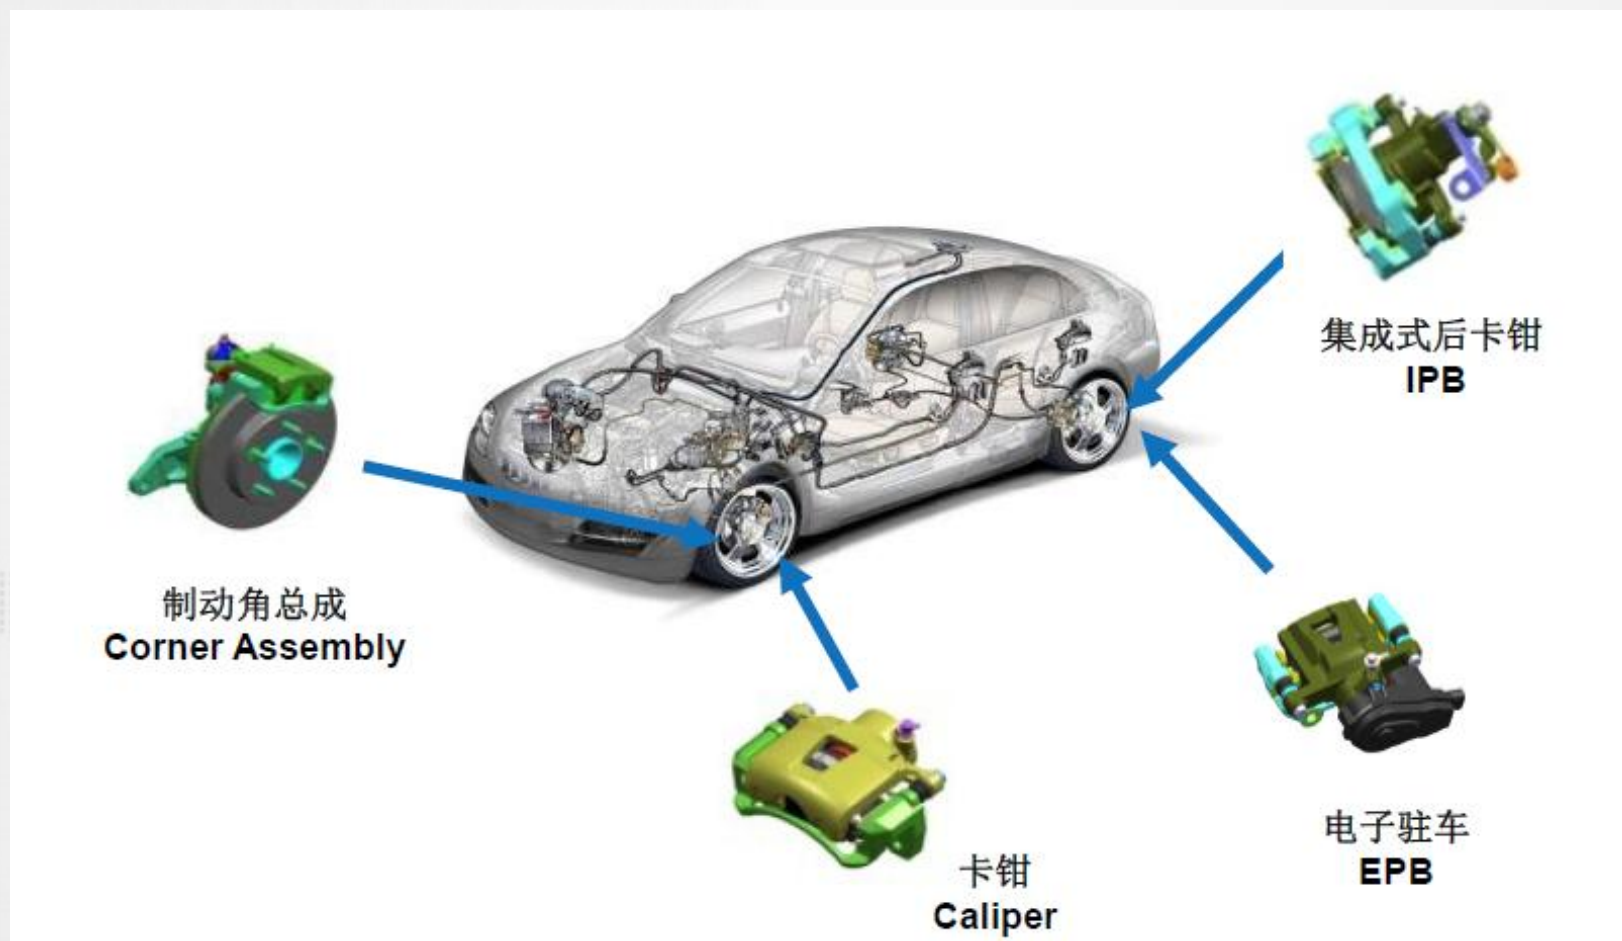 集成式后卡钳
IPB
制动角总成
Corner Assembly
电子驻车
EPB
卡钳
Caliper